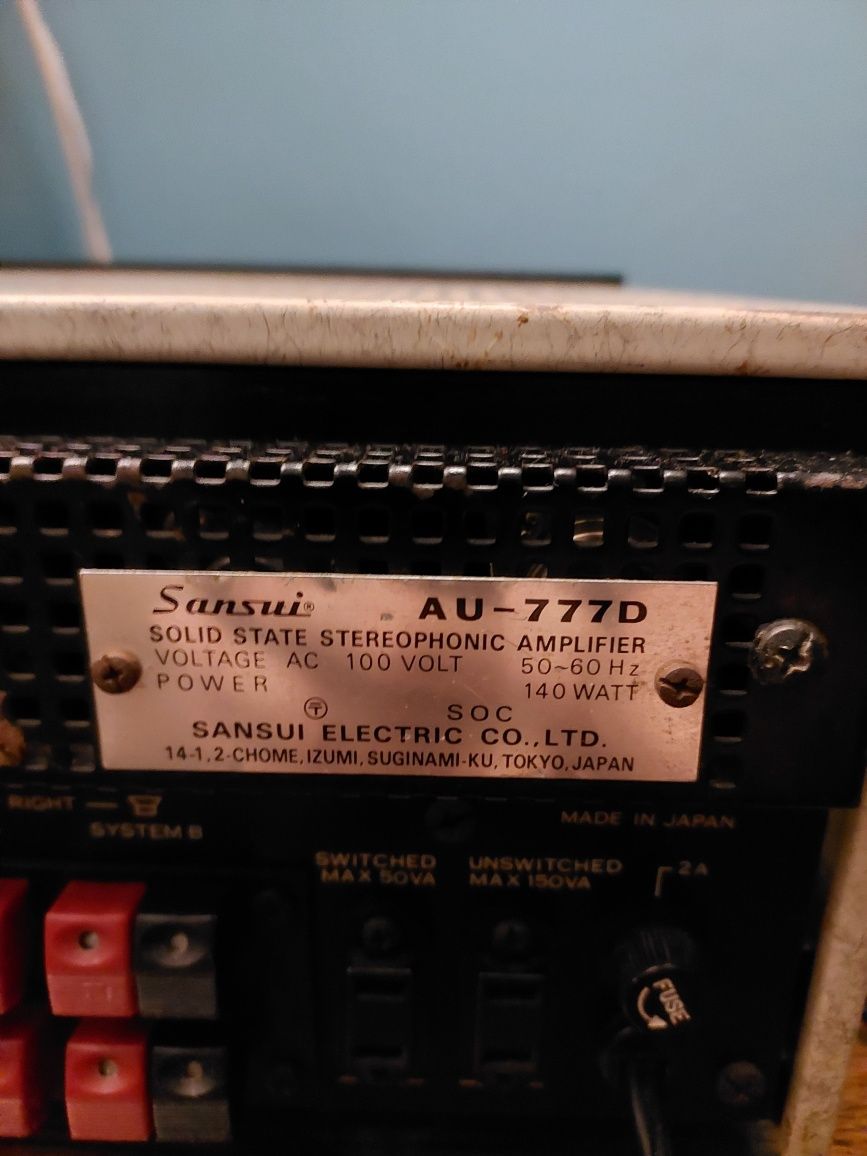 Sansui® AU-777D
SOLID STATE STEREOPHONIC AMPLIFIER
VOLTAGE AC 100 VOLT 50~60 Hz
POWER 140 WATT
〒 SOC
SANSUI ELECTRIC CO.,LTD.
14-1,2-CHOME,IZUMI,SUGINAMI-KU,TOKYO,JAPAN
RIGHT
SYSTEM B
MADE IN JAPAN
SWITCHED
MAX 50VA
UNSWITCHED
MAX 150VA
2A
FUSE